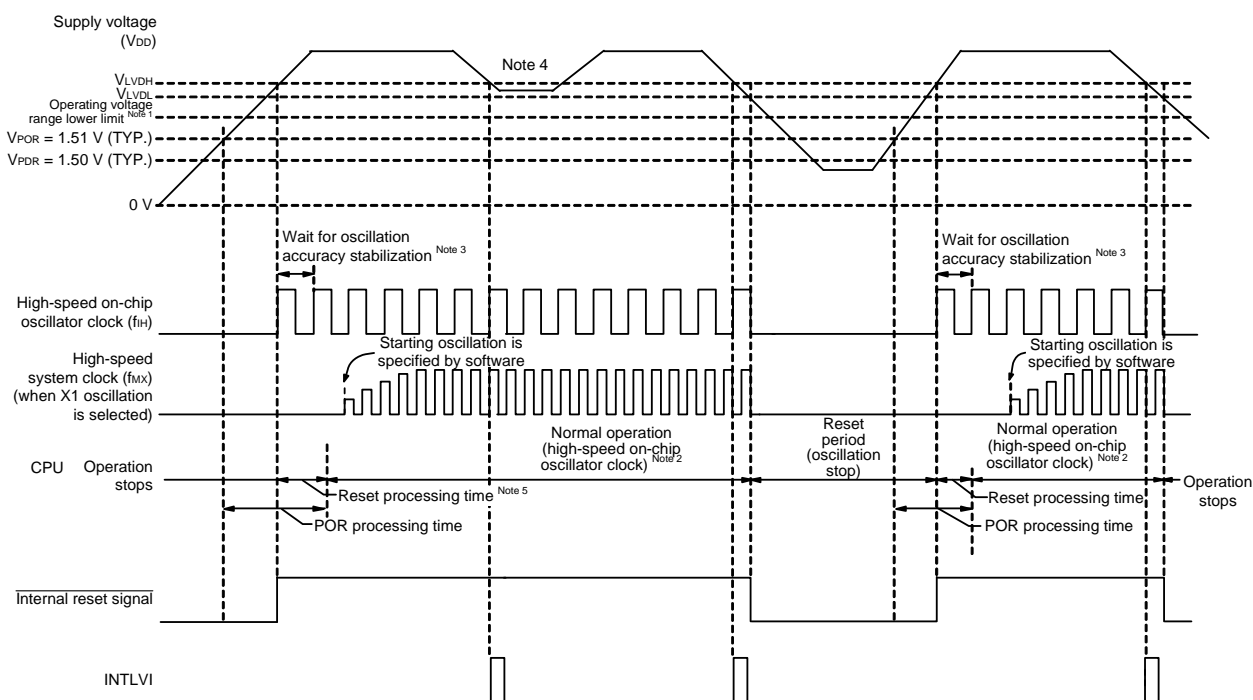 Supply voltage
(VDD)
Note 4
VLVDH
VLVDL
Operating voltage
range lower limit Note 1
VPOR = 1.51 V (TYP.)
VPDR = 1.50 V (TYP.)
0 V
Wait for oscillation
accuracy stabilization Note 3
Wait for oscillation
accuracy stabilization Note 3
High-speed on-chip
oscillator clock (fIH)
Starting oscillation is
specified by software
Starting oscillation is
specified by software
High-speed
system clock (fMX)
(when X1 oscillation
is selected)
Normal operation
(high-speed on-chip
oscillator clock) Note 2
Reset
period
(oscillation
stop)
Normal operation
(high-speed on-chip
oscillator clock) Note 2
CPU
Operation
stops
Operation
stops
Reset processing time Note 5
Reset processing time
POR processing time
POR processing time
Internal reset signal
INTLVI